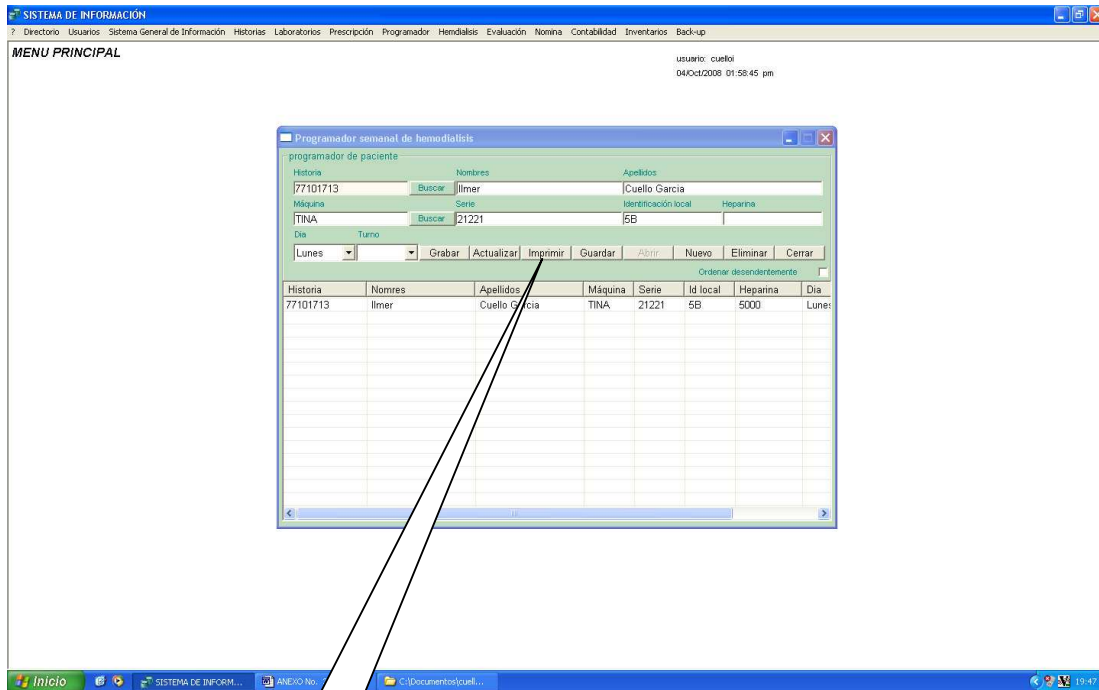 SISTEMA DE INFORMACIÓN
? Directorio Usuarios Sistema General de Información Historias Laboratorios Prescripción Programador Hemdialisis Evaluación Nomina Contabilidad Inventarios Back-up
MENU PRINCIPAL
usuario: cuelloi
04/Oct/2008 01:58:45 pm
Programador semanal de hemodialisis
programador de paciente
Historia Nombres Apellidos
77101713 Buscar Ilmer Cuello Garcia
Máquina Serie Identificación local Heparina
TINA Buscar 21221 5B
Dia Turno
Lunes Grabar Actualizar Imprimir Guardar Abrir Nuevo Eliminar Cerrar
Ordenar desendentemente
Historia Nomres Apellidos Máquina Serie Id local Heparina Dia
77101713 Ilmer Cuello Garcia TINA 21221 5B 5000 Lunes
Inicio SISTEMA DE INFORM... ANEXO No. C:\Documentos\cuell... 19:47